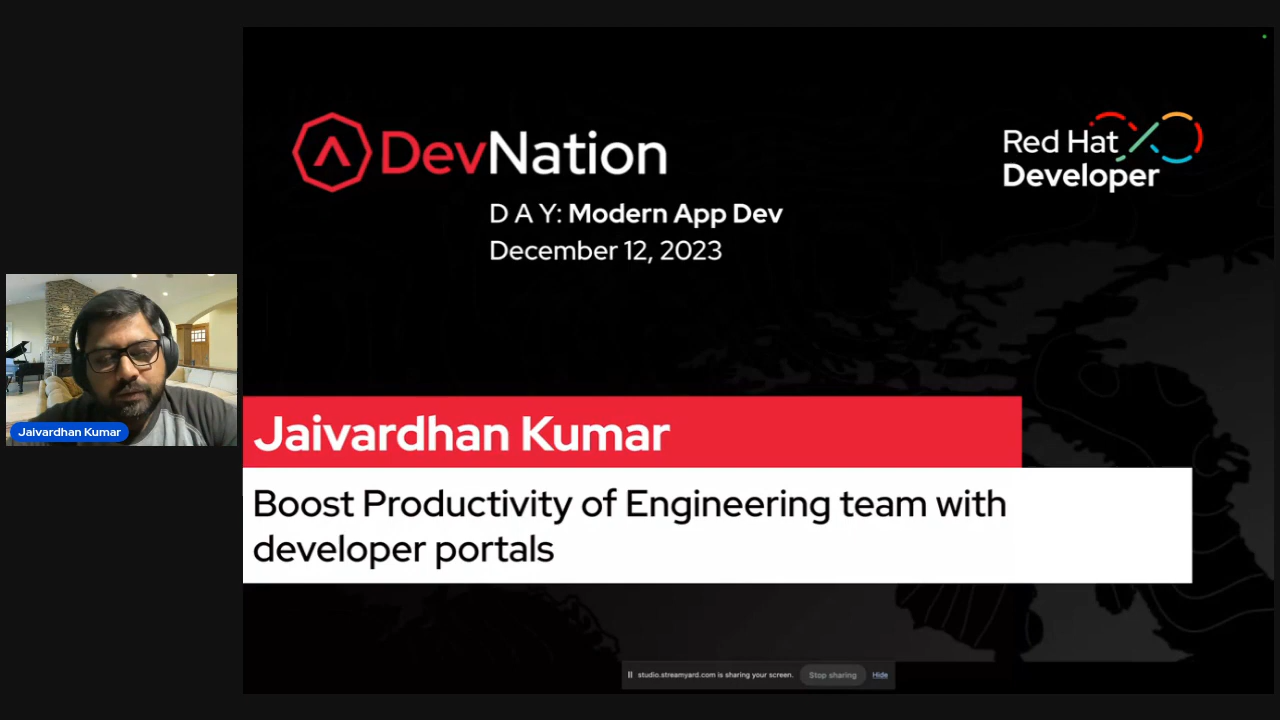 DevNation
D A Y: Modern App Dev
December 12, 2023
Red Hat
Developer
Jaivardhan Kumar
Jaivardhan Kumar
Boost Productivity of Engineering team with
developer portals
studio.streamyard.com is sharing your screen.
Stop sharing
Hide